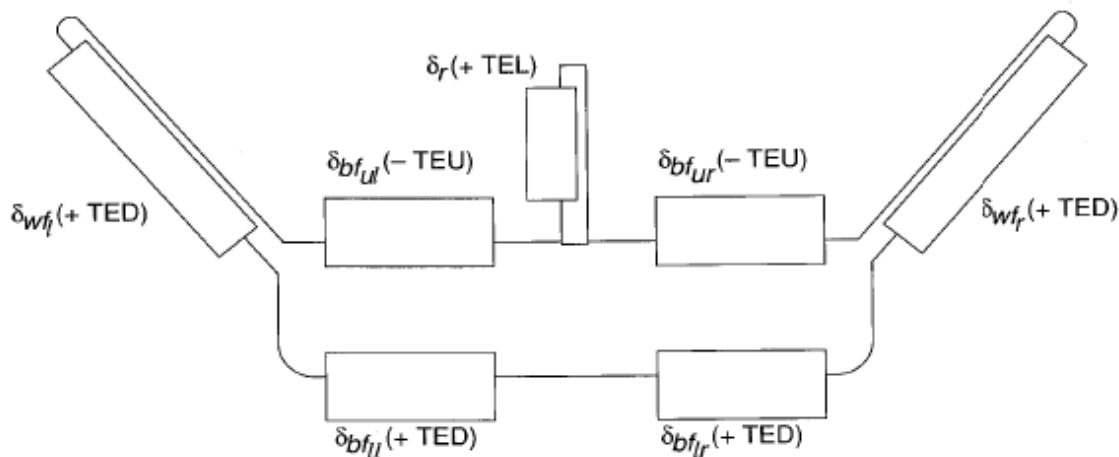 δr(+ TEL)
δbful(– TEU)
δbfur(– TEU)
δwfl(+ TED)
δwfr(+ TED)
δbfll(+ TED)
δbflr(+ TED)